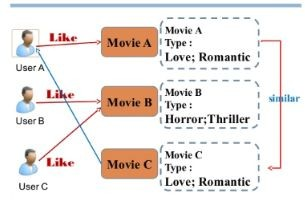 Like
User A
Movie A
Movie A
Type :
Love; Romantic
Like
User B
Movie B
Movie B
Type :
Horror;Thriller
similar
Like
User C
Movie C
Movie C
Type :
Love; Romantic